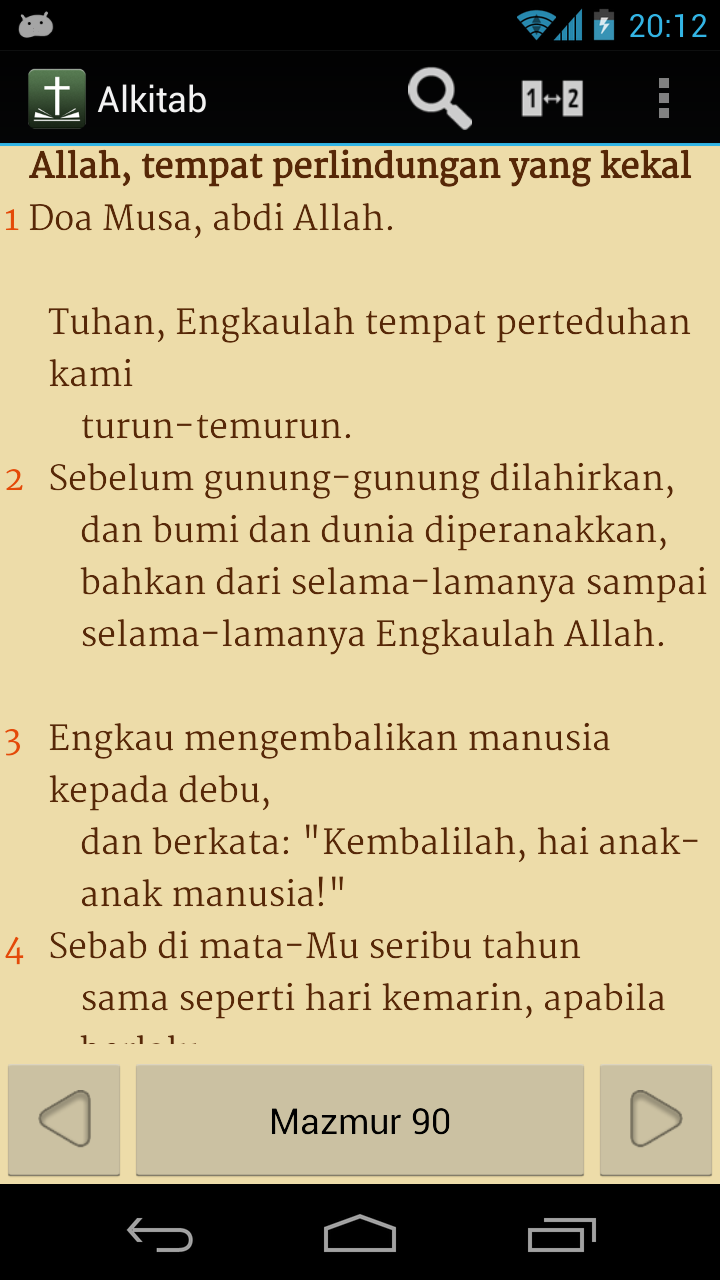 20:12
Alkitab
1↔2
Allah, tempat perlindungan yang kekal
1 Doa Musa, abdi Allah.
Tuhan, Engkaulah tempat perteduhan
kami
turun-temurun.
2 Sebelum gunung-gunung dilahirkan,
dan bumi dan dunia diperanakkan,
bahkan dari selama-lamanya sampai
selama-lamanya Engkaulah Allah.
3 Engkau mengembalikan manusia
kepada debu,
dan berkata: "Kembalilah, hai anak-
anak manusia!"
4 Sebab di mata-Mu seribu tahun
sama seperti hari kemarin, apabila
Mazmur 90